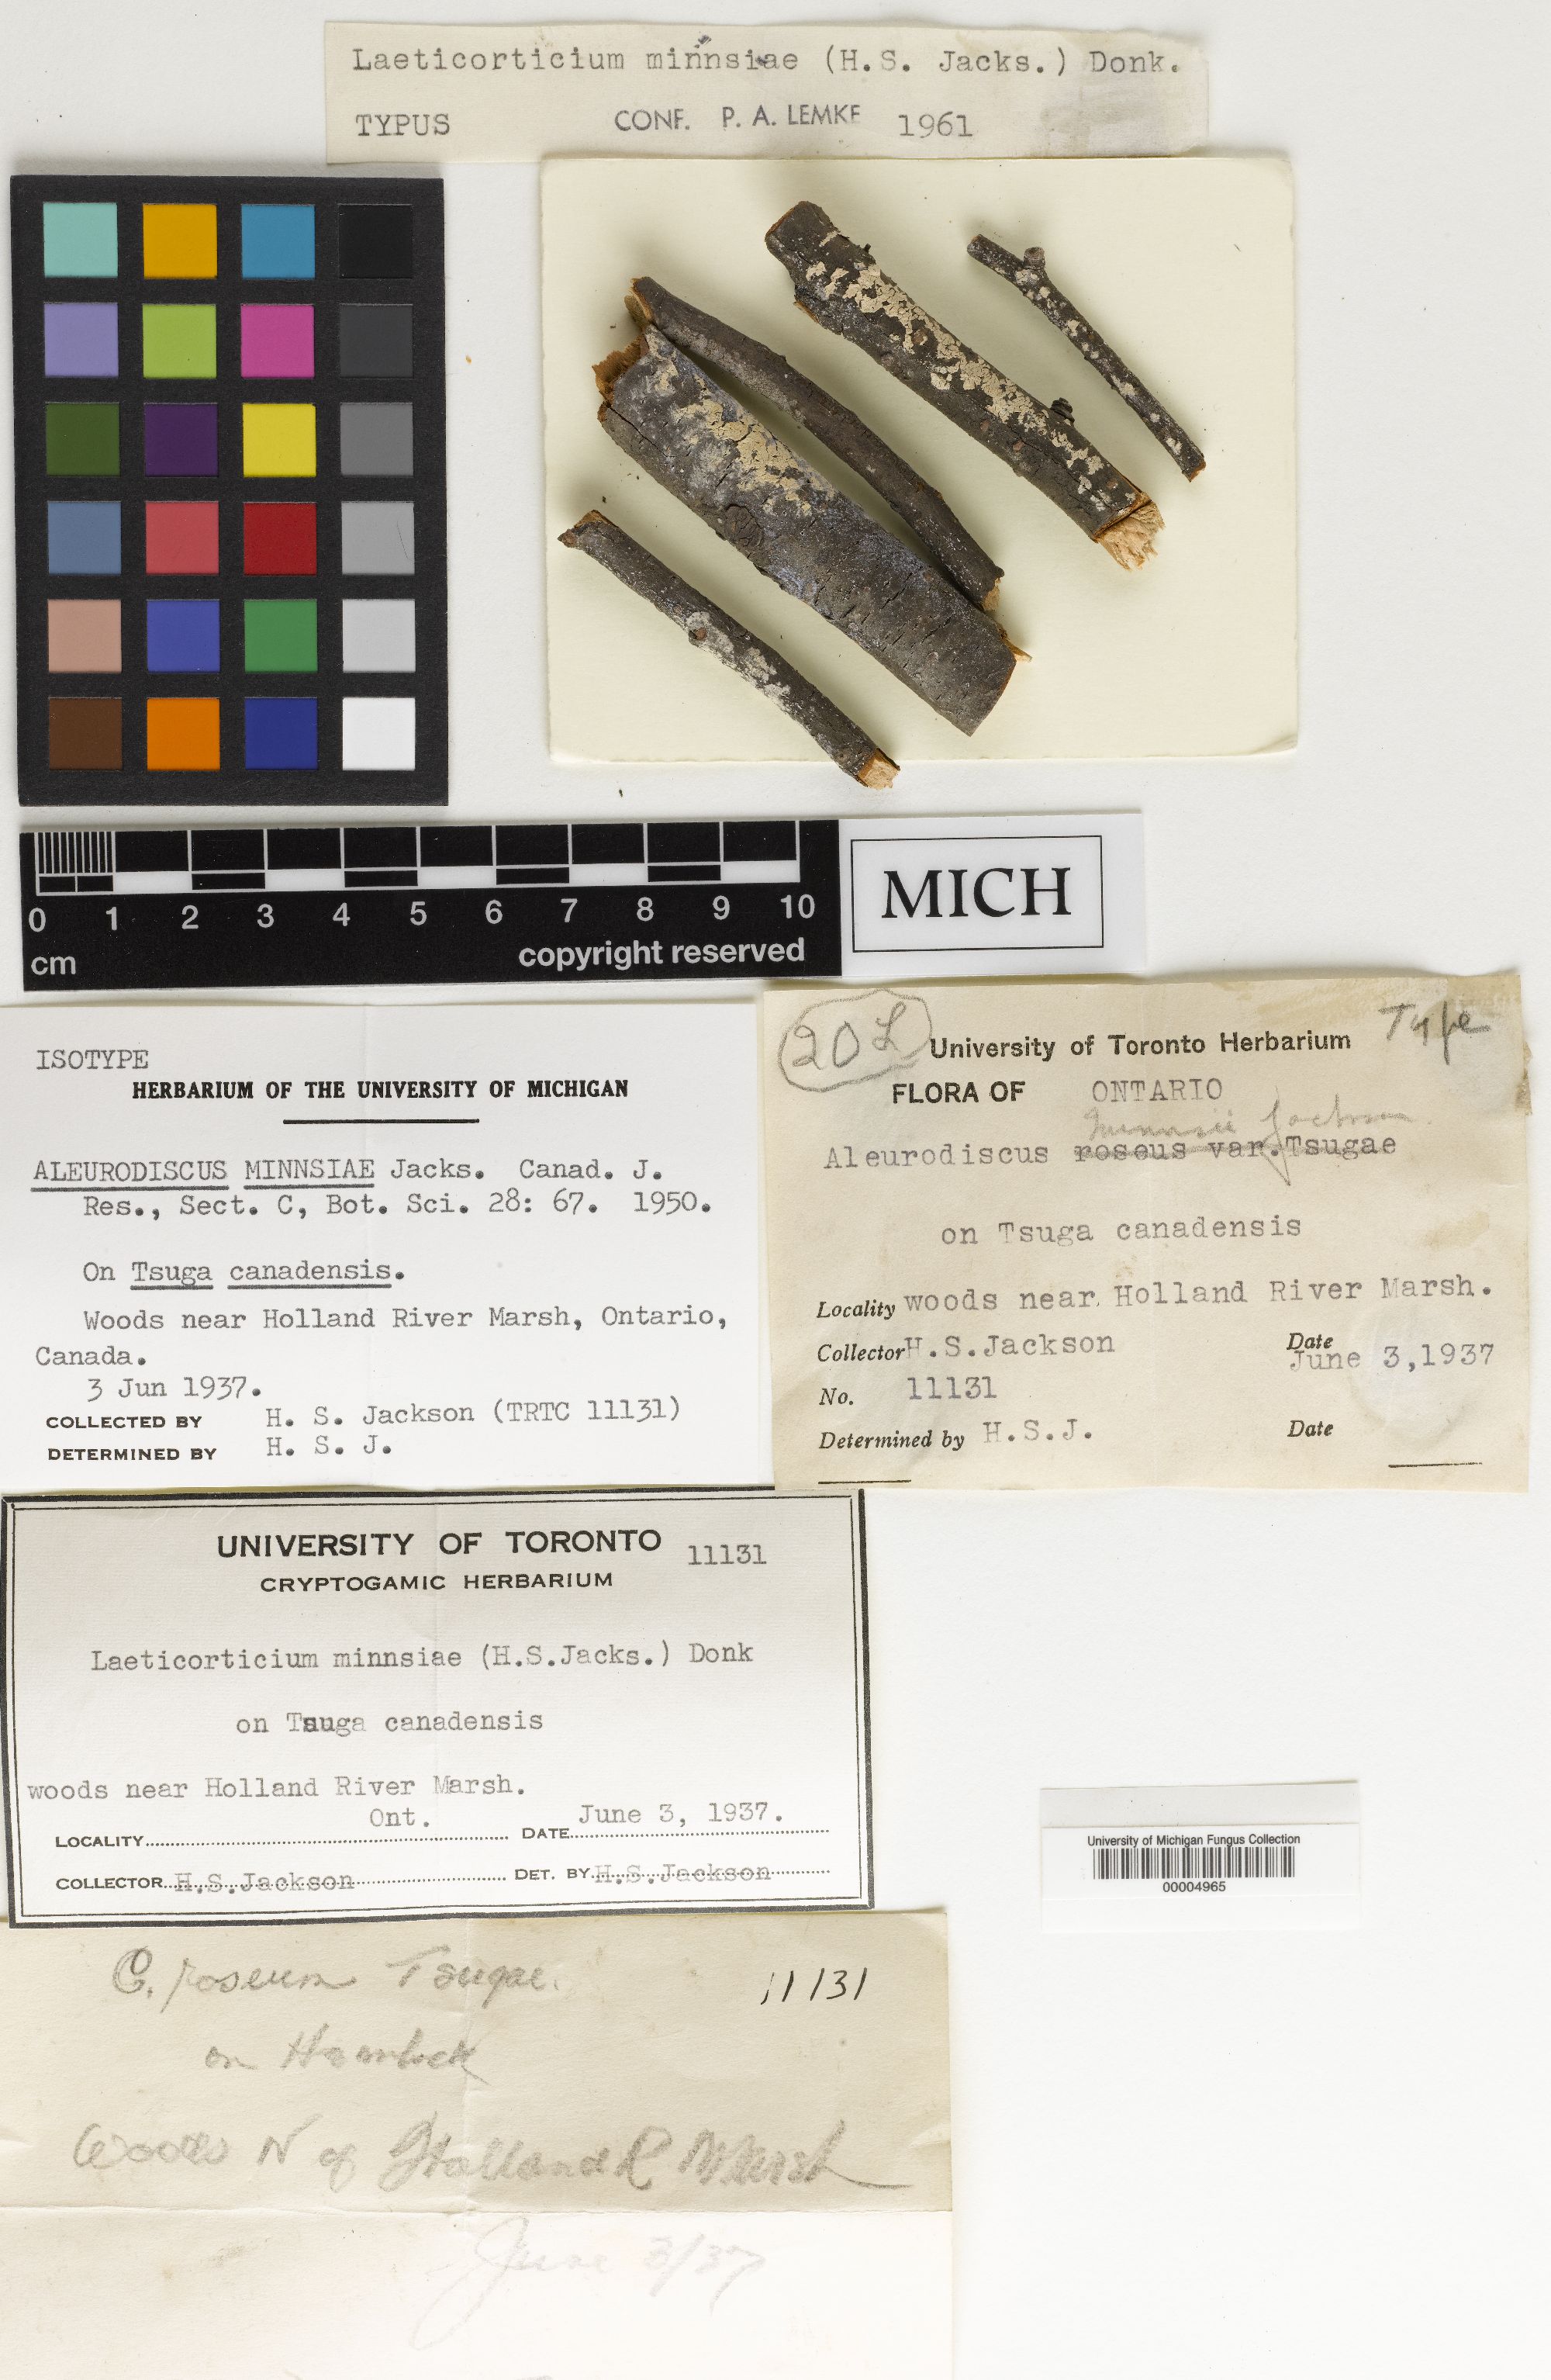 Laeticorticium minnsiae (H.S. Jacks.) Donk.
TYPUS CONF. P. A. LEMKE 1961
0 1 2 3 4 5 6 7 8 9 10
cm copyright reserved
MICH
ISOTYPE
HERBARIUM OF THE UNIVERSITY OF MICHIGAN
ALEURODISCUS MINNSIAE Jacks. Canad. J.
Res., Sect. C, Bot. Sci. 28: 67. 1950.
On Tsuga canadensis.
Woods near Holland River Marsh, Ontario,
Canada.
3 Jun 1937.
COLLECTED BY H. S. Jackson (TRTC 11131)
DETERMINED BY H. S. J.
20 L
University of Toronto Herbarium Type
FLORA OF ONTARIO
minnsii Jackson.
Aleurodiscus roseus var. Tsugae
on Tsuga canadensis
Locality woods near Holland River Marsh.
Collector H.S.Jackson Date June 3,1937
No. 11131
Determined by H.S.J. Date
UNIVERSITY OF TORONTO 11131
CRYPTOGAMIC HERBARIUM
Laeticorticium minnsiae (H.S.Jacks.) Donk
on Tsuga canadensis
woods near Holland River Marsh.
LOCALITY Ont. DATE June 3, 1937.
COLLECTOR H.S.Jackson DET. BY H.S.Jackson
University of Michigan Fungus Collection
00004965
C. roseum Tsugae. 11131
on Hemlock
Woods N of Holland R Marsh
June 3/37